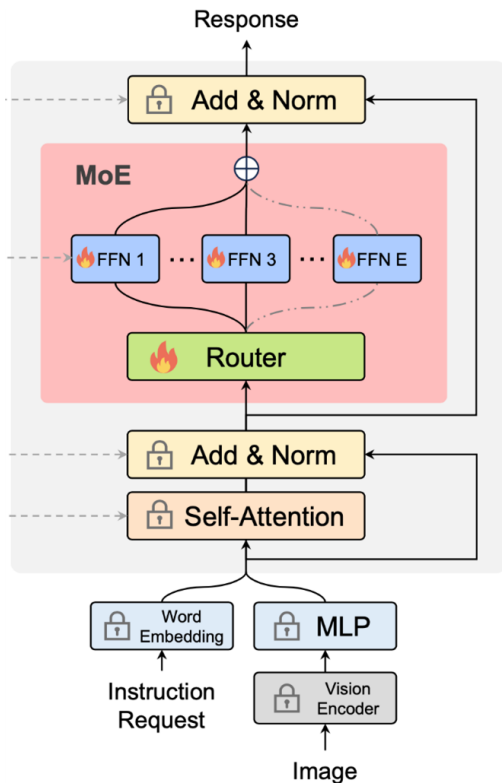 Response
Add & Norm
MoE
FFN 1 ... FFN 3 ... FFN E
Router
Add & Norm
Self-Attention
Word
Embedding
MLP
Instruction
Request
Vision
Encoder
Image